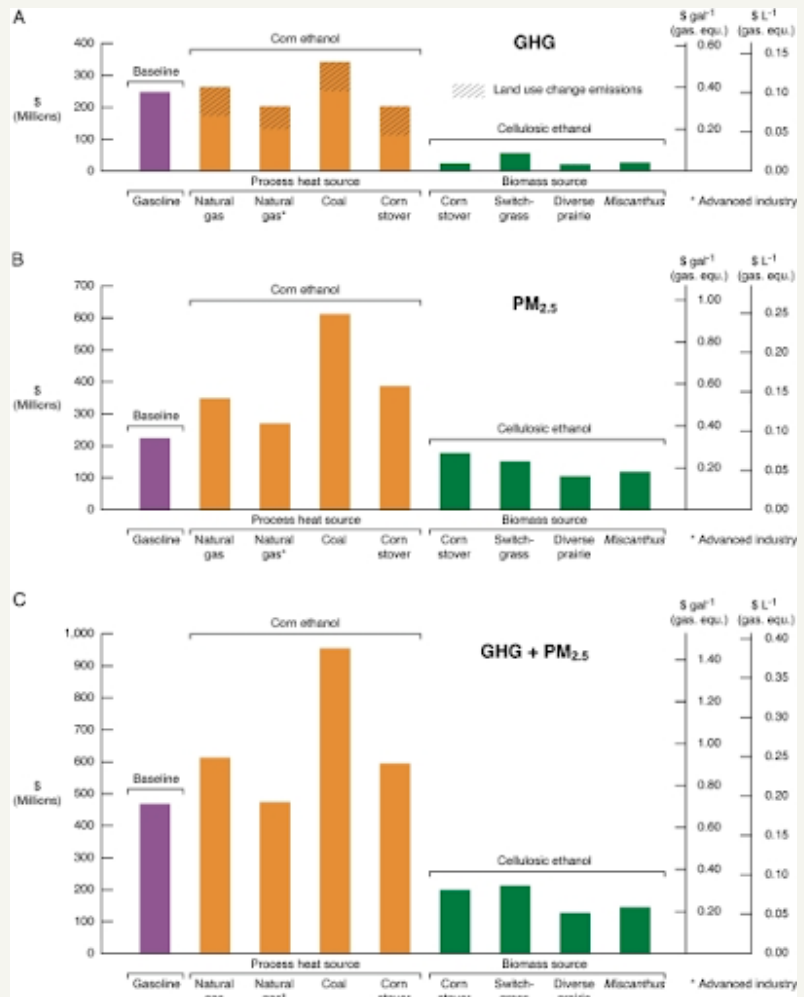 A
GHG
$ gal-1 (gas. equ.)
$ L-1 (gas. equ.)
Corn ethanol
Baseline
Land use change emissions
Cellulosic ethanol
$ (Millions)
400
300
200
100
0
0.60
0.40
0.20
0.15
0.10
0.05
0.00
Process heat source
Biomass source
Gasoline
Natural gas
Natural gas*
Coal
Corn stover
Corn stover
Switch-grass
Diverse prairie
Miscanthus
* Advanced industry
B
PM2.5
$ gal-1 (gas. equ.)
$ L-1 (gas. equ.)
Corn ethanol
Baseline
Cellulosic ethanol
$ (Millions)
700
600
500
400
300
200
100
0
1.00
0.80
0.60
0.40
0.20
0.25
0.20
0.15
0.10
0.05
0.00
Process heat source
Biomass source
Gasoline
Natural gas
Natural gas*
Coal
Corn stover
Corn stover
Switch-grass
Diverse prairie
Miscanthus
* Advanced industry
C
GHG + PM2.5
$ gal-1 (gas. equ.)
$ L-1 (gas. equ.)
Corn ethanol
Baseline
Cellulosic ethanol
$ (Millions)
1,000
900
800
700
600
500
400
300
200
100
0
1.40
1.20
1.00
0.80
0.60
0.40
0.20
0.40
0.35
0.30
0.25
0.20
0.15
0.10
0.05
0.00
Process heat source
Biomass source
Gasoline
Natural
Natural
Coal
Corn
Corn
Switch-
Diverse
Miscanthus
* Advanced industry